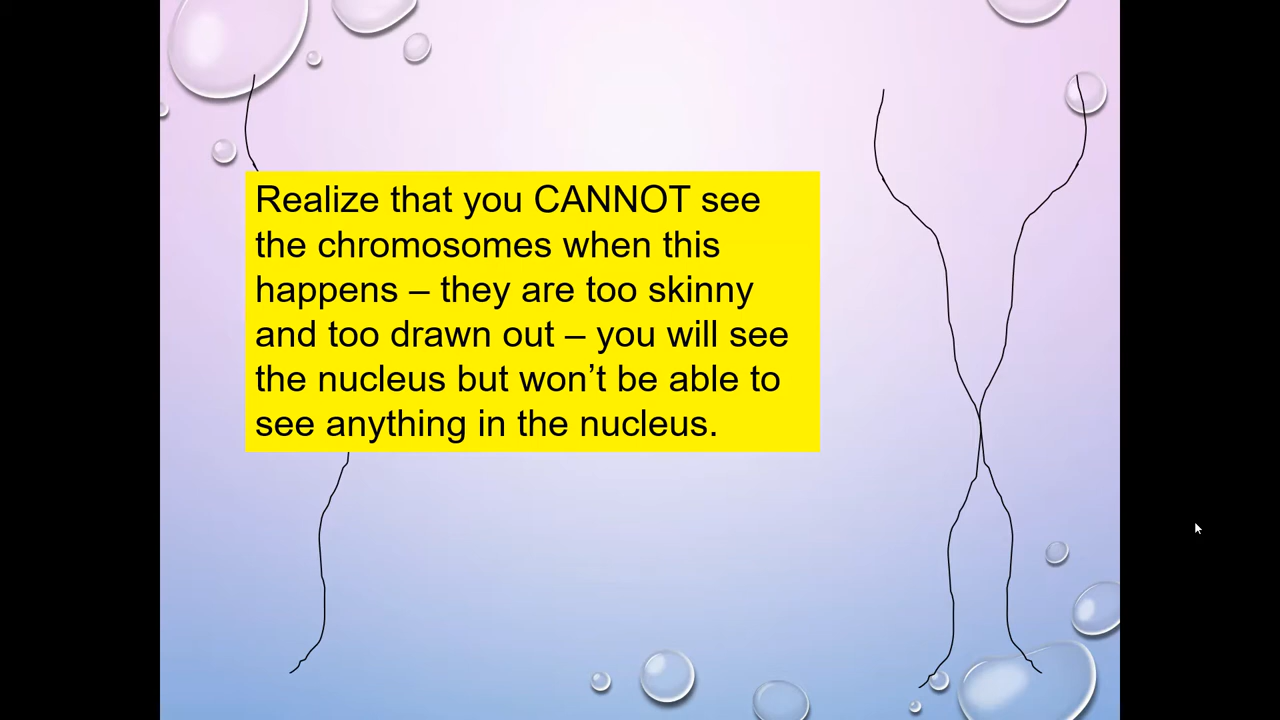 Realize that you CANNOT see
the chromosomes when this
happens – they are too skinny
and too drawn out – you will see
the nucleus but won’t be able to
see anything in the nucleus.